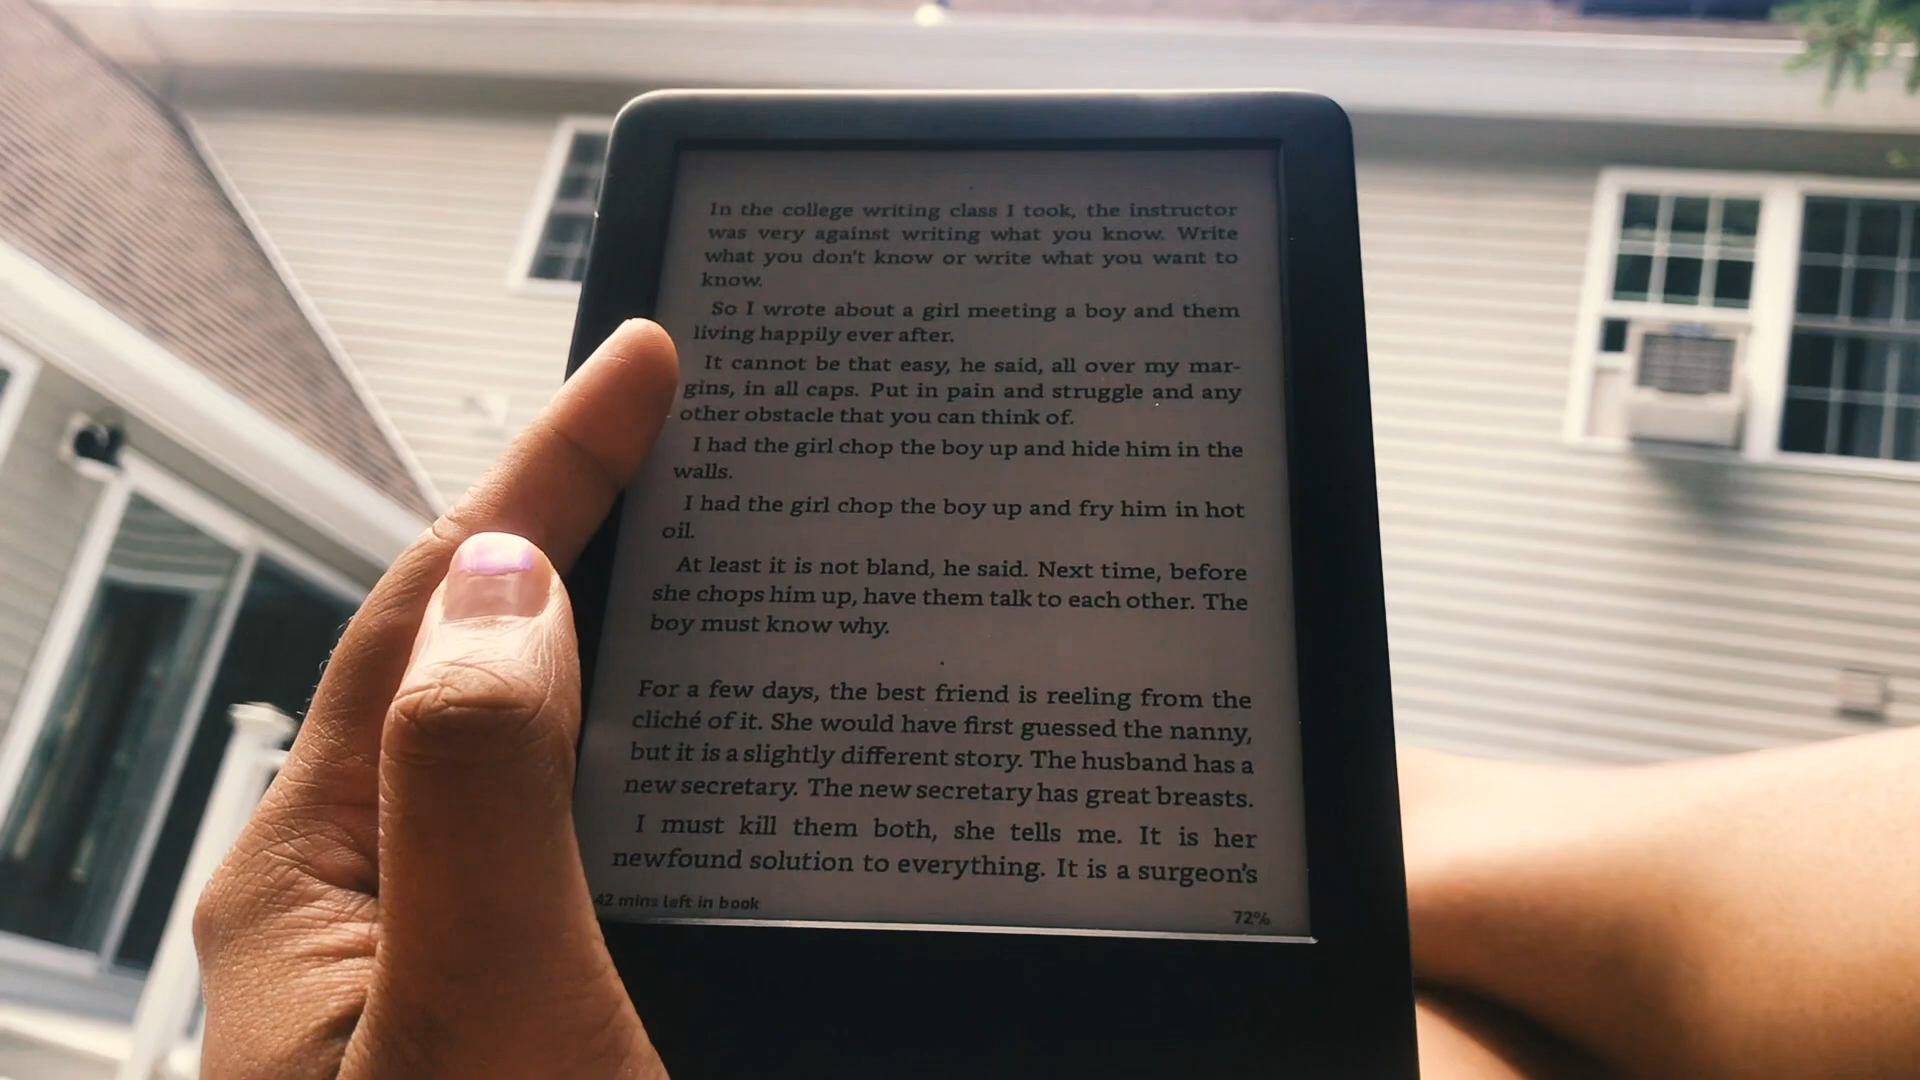 In the college writing class I took, the instructor
was very against writing what you know. Write
what you don't know or write what you want to
know.
So I wrote about a girl meeting a boy and them
living happily ever after.
It cannot be that easy, he said, all over my mar-
gins, in all caps. Put in pain and struggle and any
other obstacle that you can think of.
I had the girl chop the boy up and hide him in the
walls.
I had the girl chop the boy up and fry him in hot
oil.
At least it is not bland, he said. Next time, before
she chops him up, have them talk to each other. The
boy must know why.
For a few days, the best friend is reeling from the
cliché of it. She would have first guessed the nanny,
but it is a slightly different story. The husband has a
new secretary. The new secretary has great breasts.
I must kill them both, she tells me. It is her
newfound solution to everything. It is a surgeon's
42 mins left in book
72%